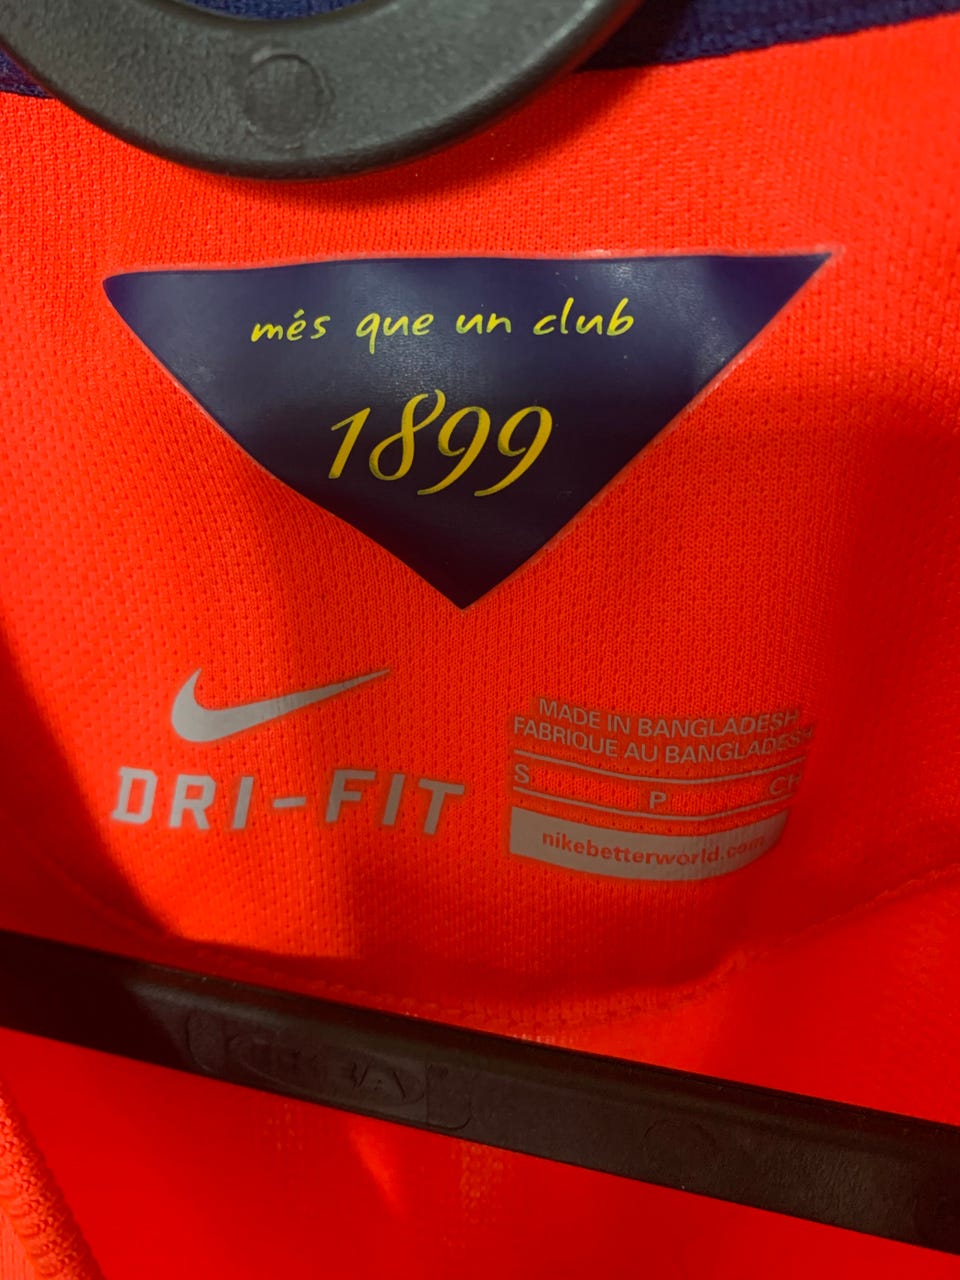 més que un club
1899
DRI-FIT
MADE IN BANGLADESH
FABRIQUE AU BANGLADESH
S P CH
nikebetterworld.com